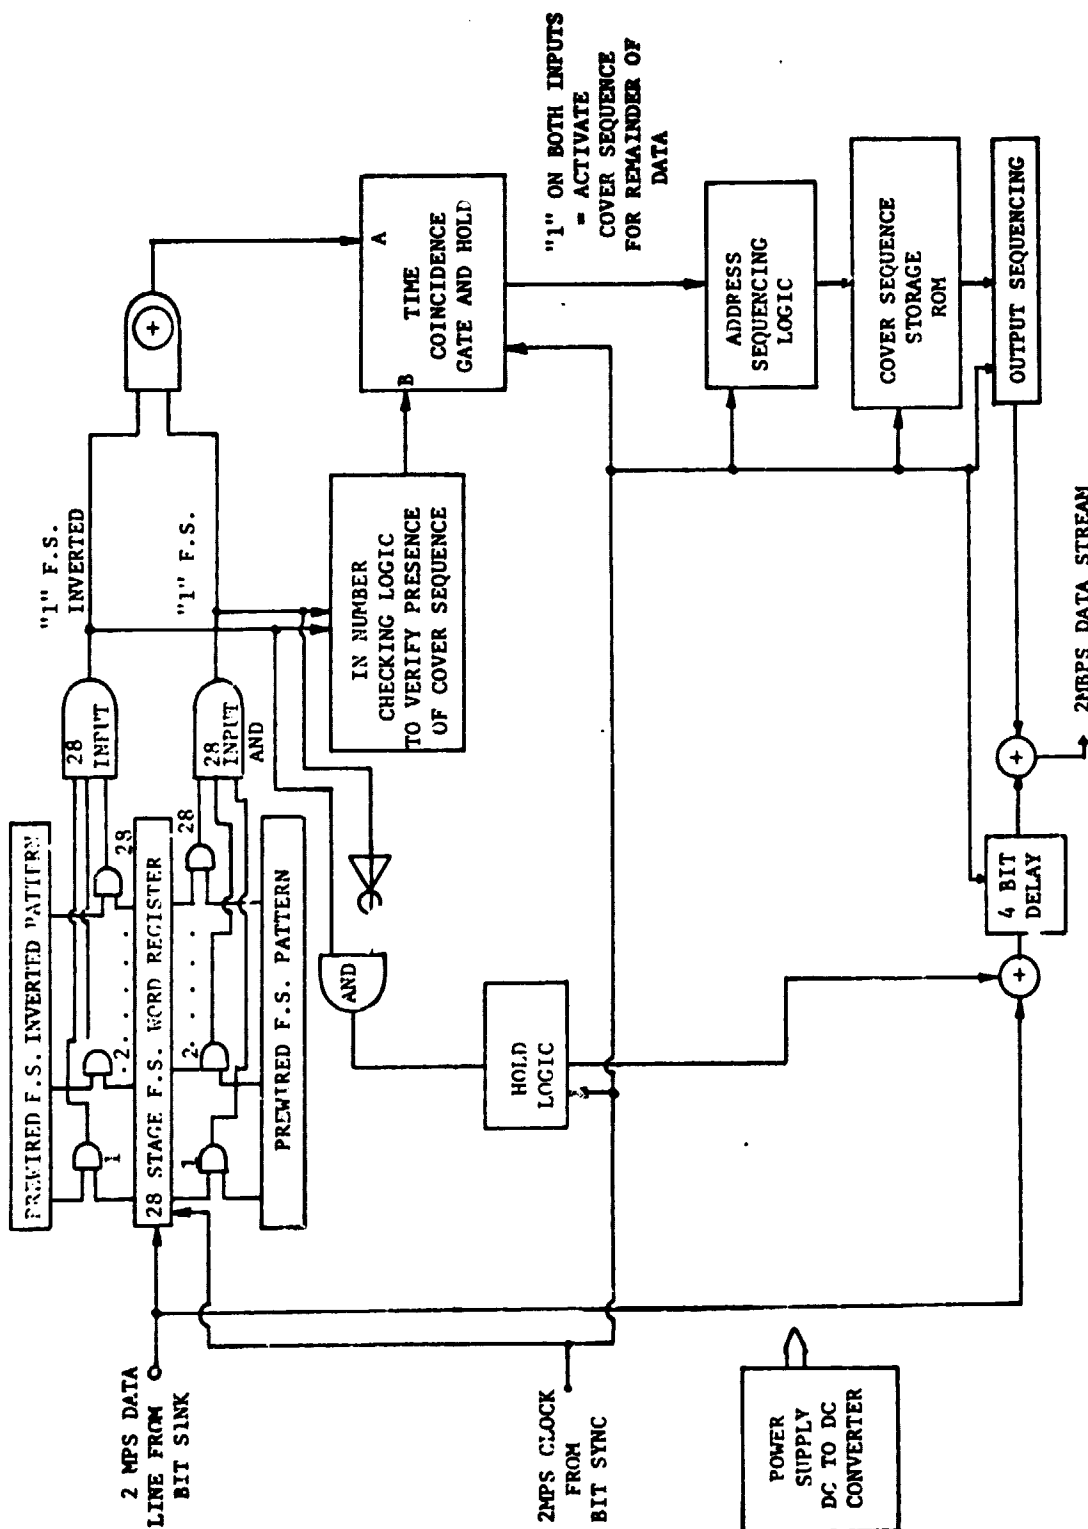 2 MPS DATA
LINE FROM
BIT SINK
2MPS CLOCK
FROM
BIT SYNC
POWER
SUPPLY
DC TO DC
CONVERTER
PREWIRED F.S. INVERTED PATTERN
1
.2. . . . . .
28
28 STAGE F.S. WORD REGISTER
1
2. . . . . .
28
PREWIRED F.S. PATTERN
28
INPUT
28
INPUT
AND
"1" F.S.
INVERTED
"1" F.S.
+
AND
HOLD
LOGIC
IN NUMBER
CHECKING LOGIC
TO VERIFY PRESENCE
OF COVER SEQUENCE
A
B
TIME
COINCIDENCE
GATE AND HOLD
"1" ON BOTH INPUTS
= ACTIVATE
COVER SEQUENCE
FOR REMAINDER OF
DATA
ADDRESS
SEQUENCING
LOGIC
COVER SEQUENCE
STORAGE
ROM
OUTPUT SEQUENCING
+
4 BIT
DELAY
+
2MBPS DATA STREAM